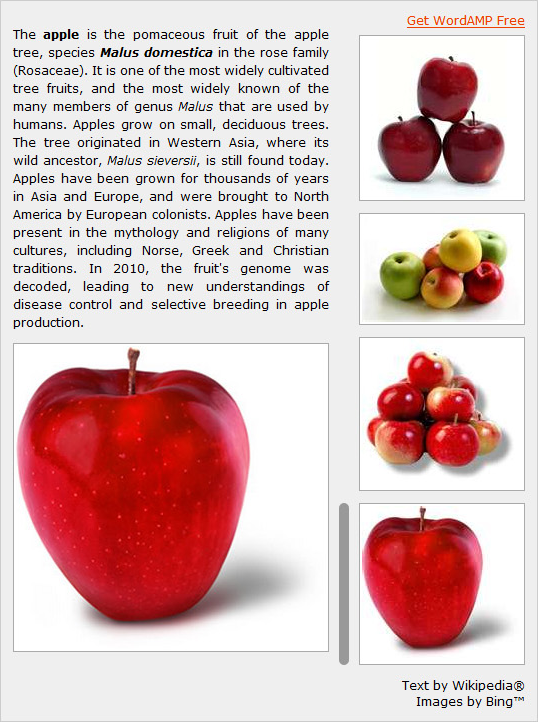 Get WordAMP Free
The apple is the pomaceous fruit of the apple
tree, species Malus domestica in the rose family
(Rosaceae). It is one of the most widely cultivated
tree fruits, and the most widely known of the
many members of genus Malus that are used by
humans. Apples grow on small, deciduous trees.
The tree originated in Western Asia, where its
wild ancestor, Malus sieversii, is still found today.
Apples have been grown for thousands of years
in Asia and Europe, and were brought to North
America by European colonists. Apples have been
present in the mythology and religions of many
cultures, including Norse, Greek and Christian
traditions. In 2010, the fruit's genome was
decoded, leading to new understandings of
disease control and selective breeding in apple
production.
Text by Wikipedia®
Images by Bing™